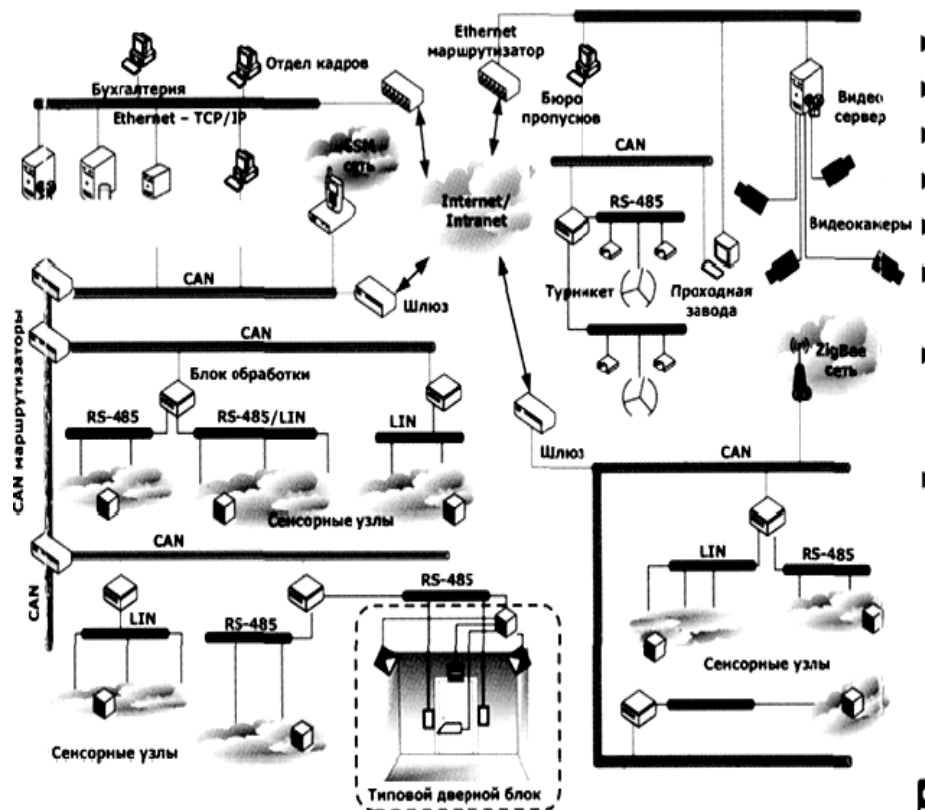 Ethernet
маршрутизатор
Отдел кадров
Бухгалтерия
Ethernet – TCP/IP
Бюро
пропусков
Видео
сервер
GSM
сеть
CAN
Internet/
Intranet
RS-485
Видеокамеры
CAN
Шлюз
Турникет
Проходная
завода
CAN маршрутизаторы
CAN
Блок обработки
ZigBee
сеть
RS-485
RS-485/LIN
LIN
Шлюз
CAN
Сенсорные узлы
CAN
LIN
RS-485
CAN
RS-485
LIN
RS-485
Сенсорные узлы
Сенсорные узлы
Типовой дверной блок